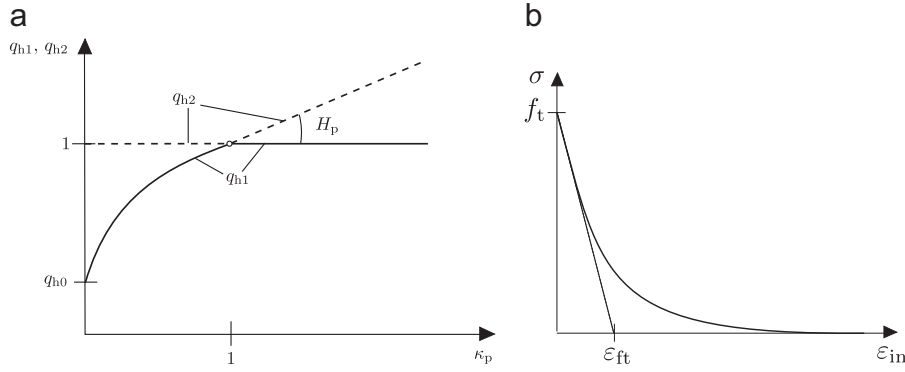 a
q_h1, q_h2
q_h2
H_p
1
q_h1
q_h0
1
κ_p
b
σ
f_t
ε_ft
ε_in